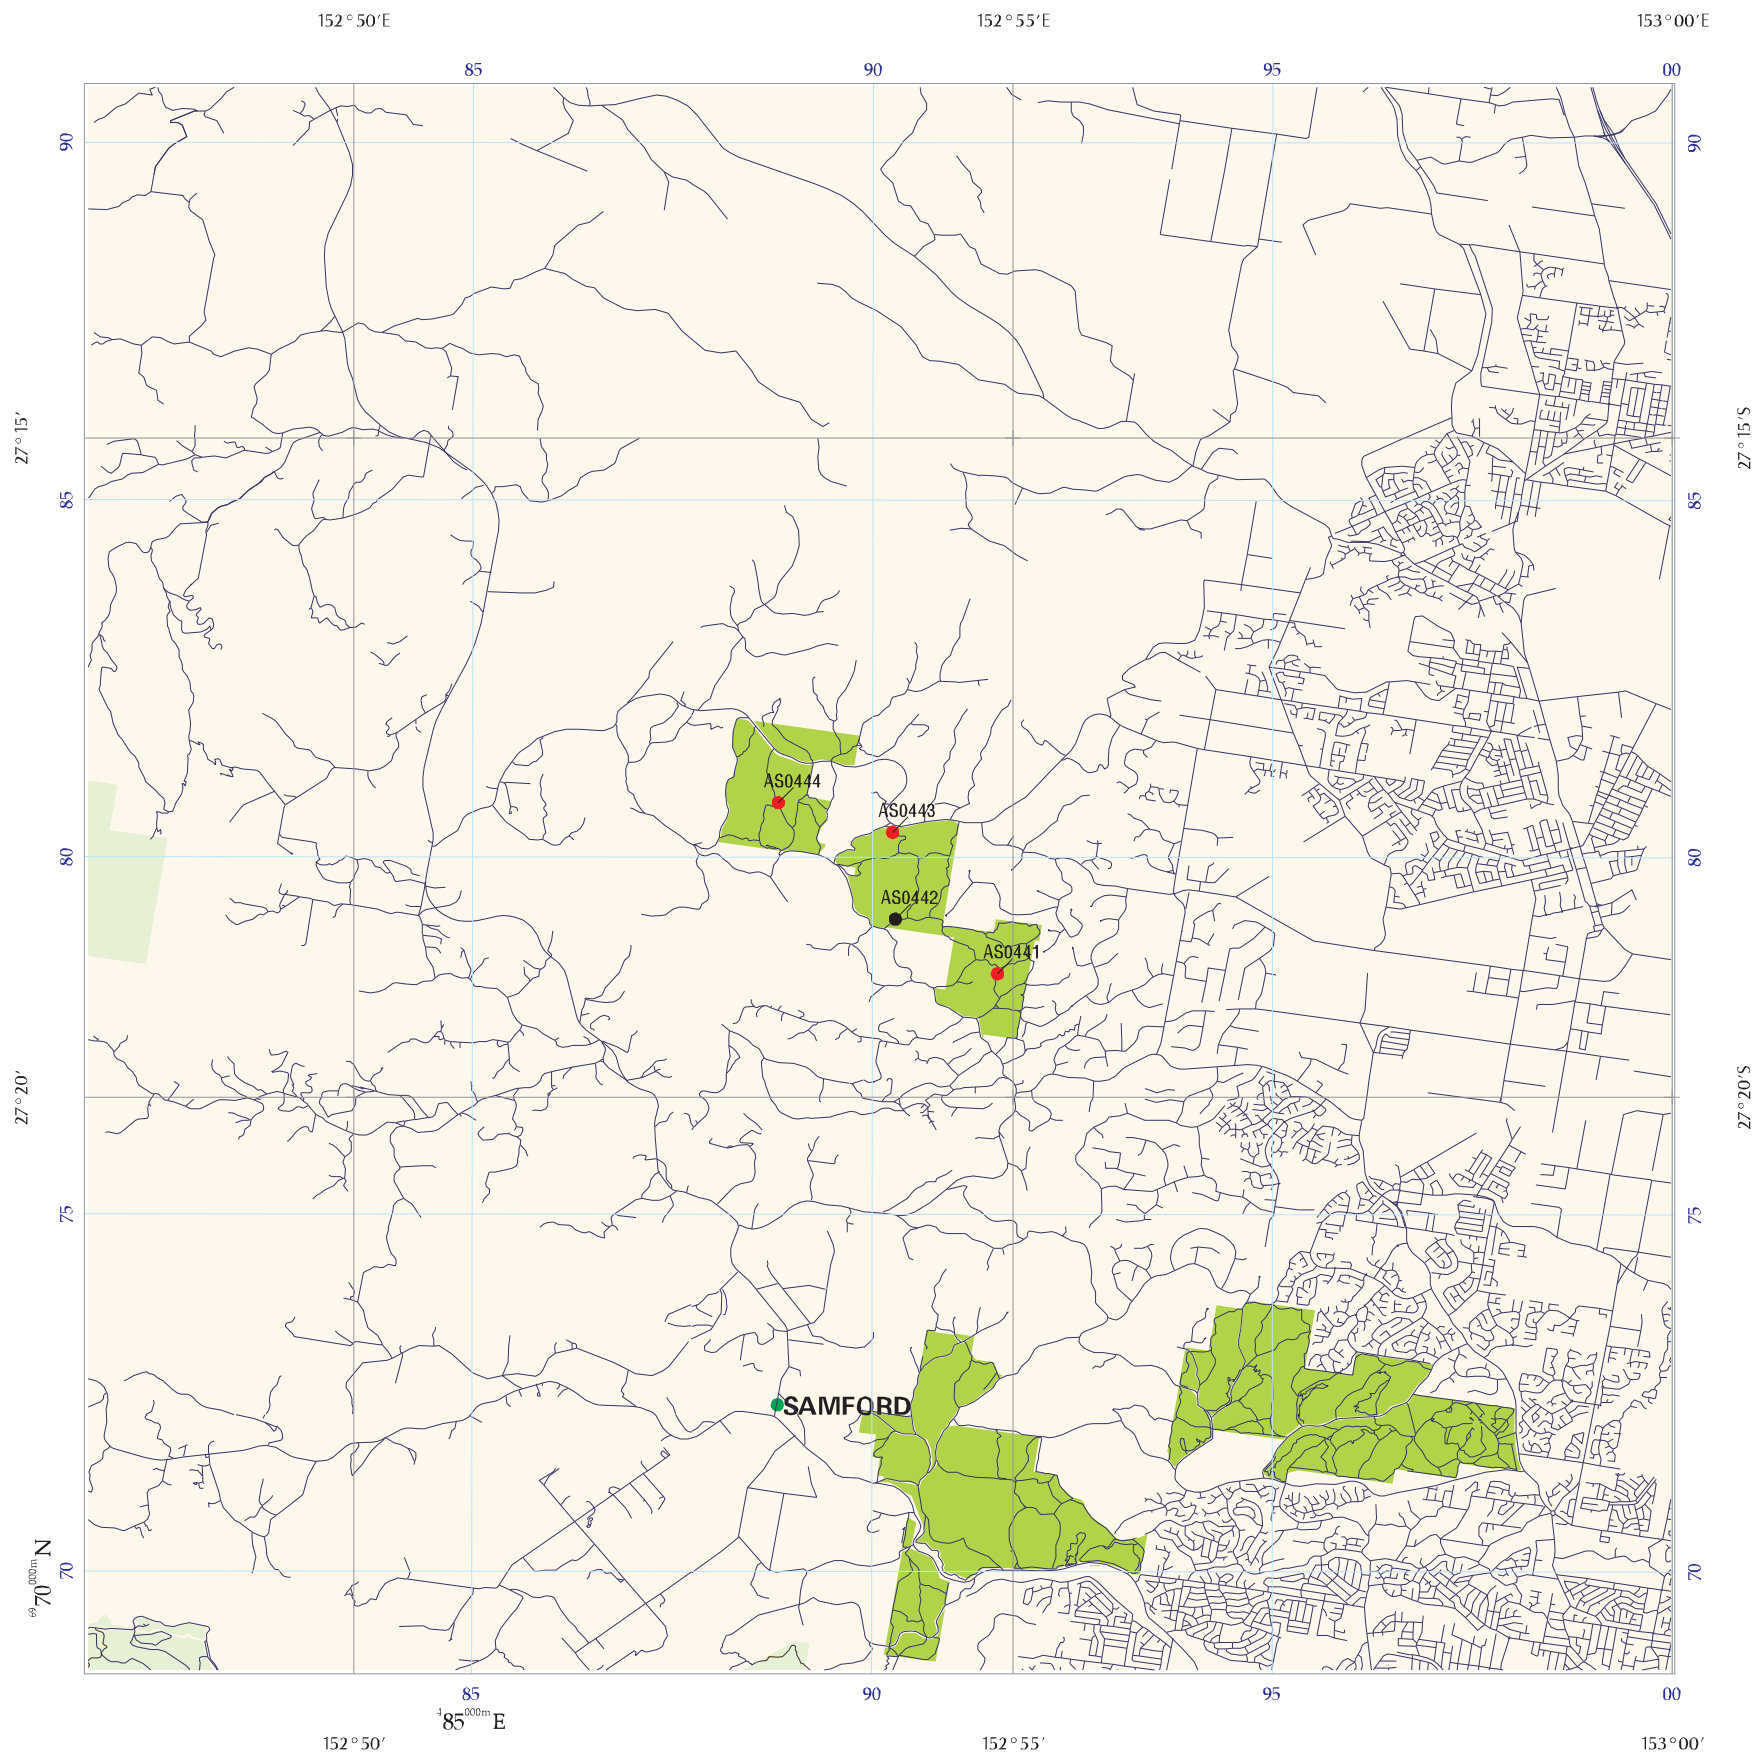 152°50'E 152°55'E 153°00'E
85 90 95 00
90 90
27°15' 27°15'S
85 85
AS0444
AS0443
80 80
AS0442
AS0441
27°20' 27°20'S
75 75
SAMFORD
6970000m N 70
70
85 90 95 00
485000m E
152°50' 152°55' 153°00'